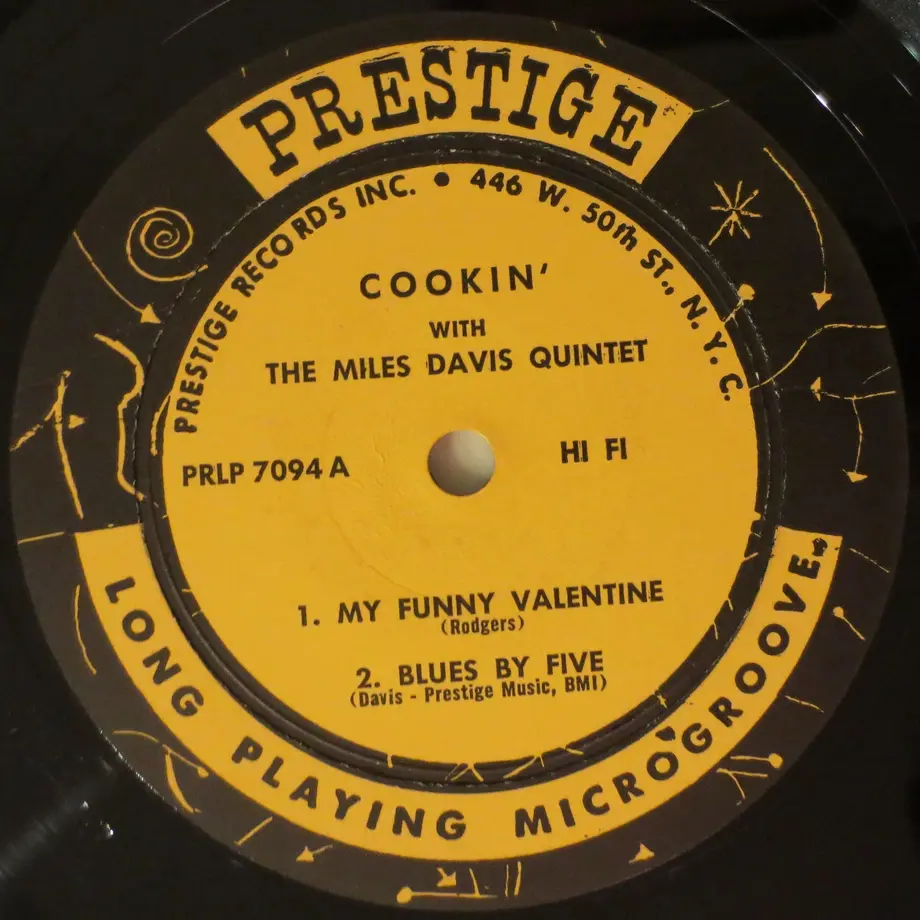 PRESTIGE
PRESTIGE RECORDS INC. • 446 W. 50th ST., N. Y. C.
COOKIN'
WITH
THE MILES DAVIS QUINTET
PRLP 7094 A
HI FI
1. MY FUNNY VALENTINE
(Rodgers)
2. BLUES BY FIVE
(Davis - Prestige Music, BMI)
LONG PLAYING MICROGROOVE